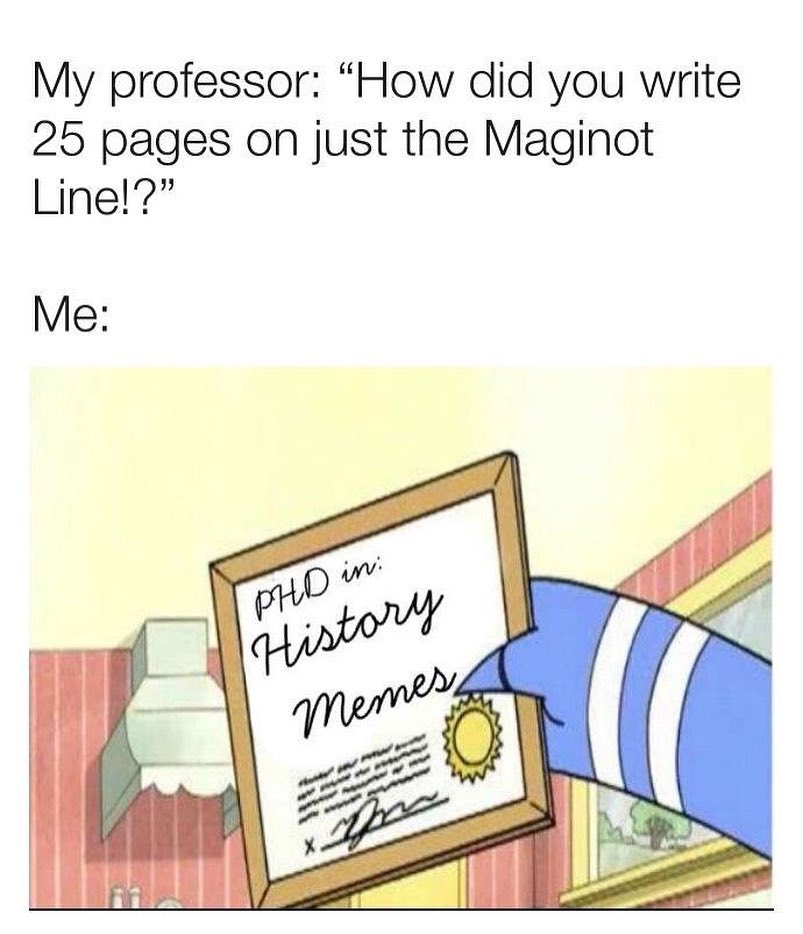 My professor: “How did you write
25 pages on just the Maginot
Line!?”
Me:
PHD in:
History
Memes
x